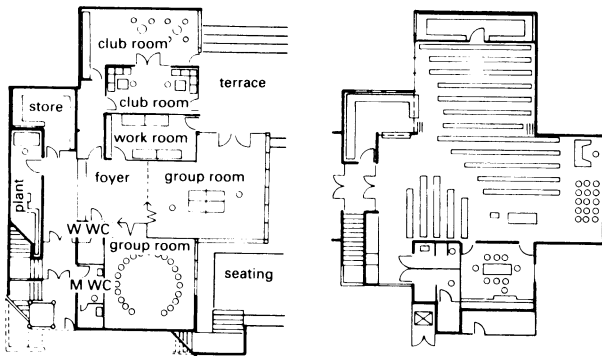 club room
club room
terrace
store
work room
plant
foyer
group room
W WC
group room
M WC
seating